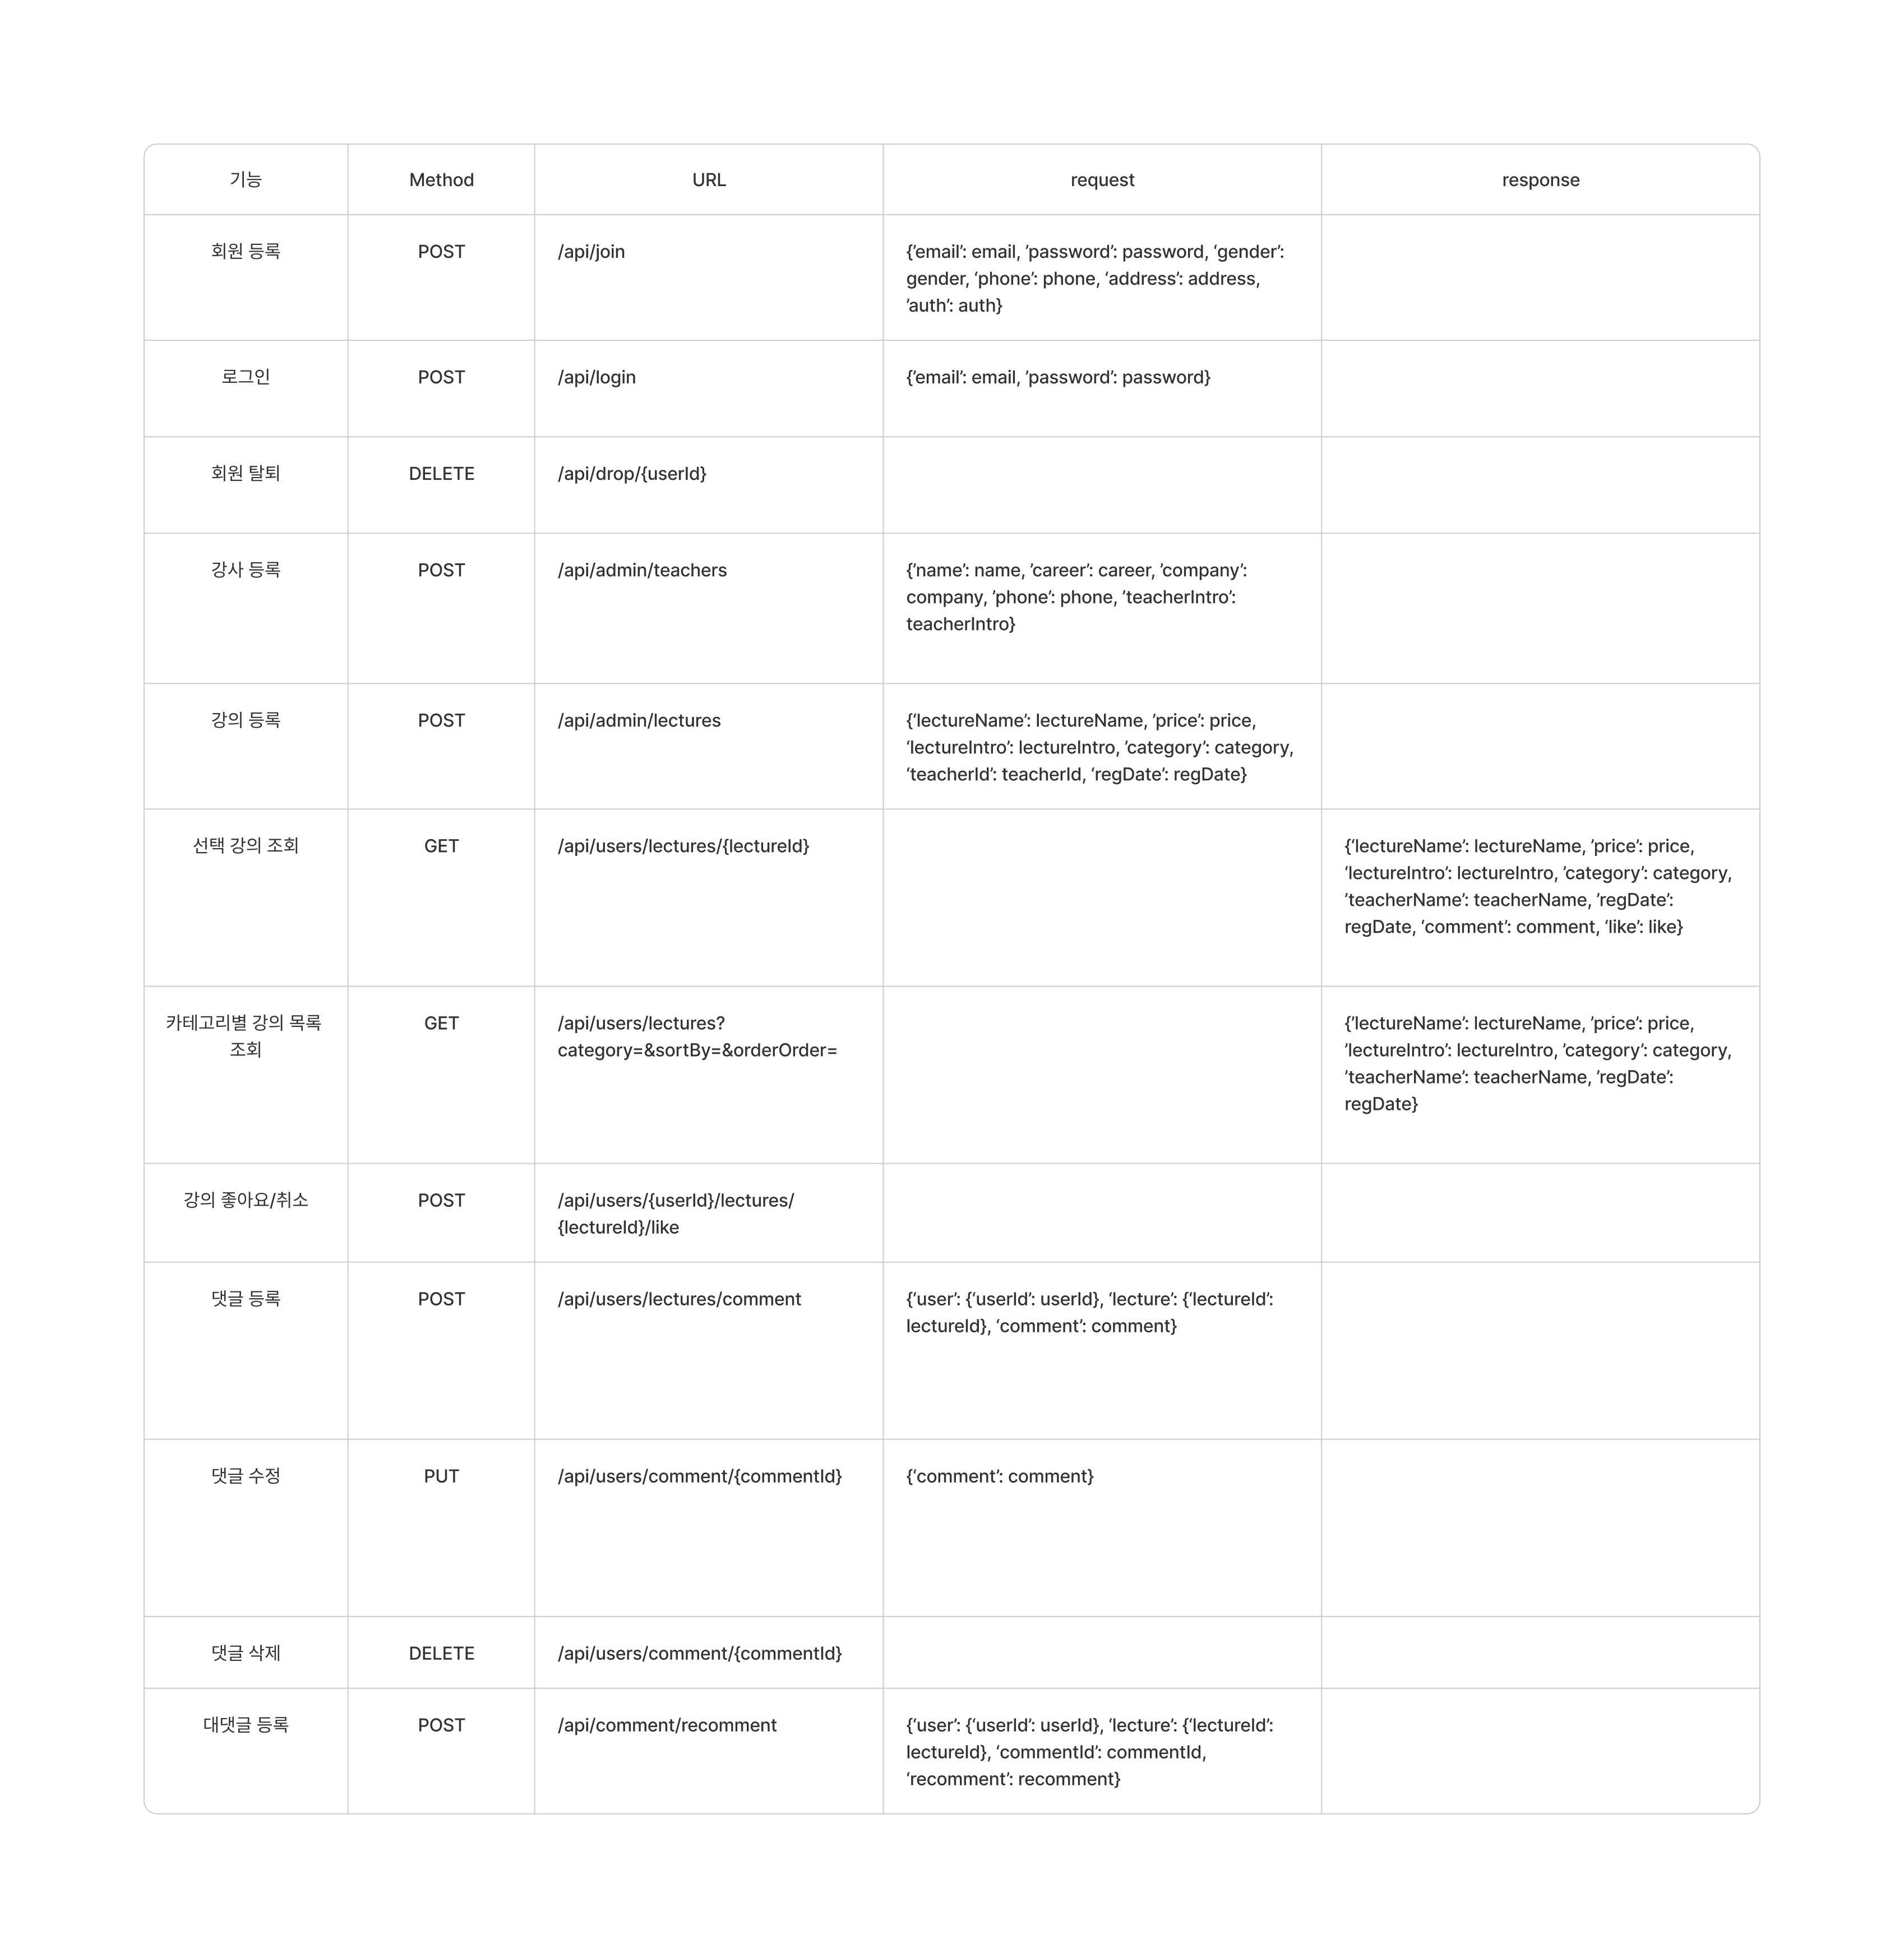 기능 Method URL request response
회원 등록 POST /api/join {’email’: email, ’password’: password, ‘gender’:
gender, ‘phone’: phone, ‘address’: address,
’auth’: auth}
로그인 POST /api/login {’email’: email, ’password’: password}
회원 탈퇴 DELETE /api/drop/{userId}
강사 등록 POST /api/admin/teachers {’name’: name, ’career’: career, ’company’:
company, ’phone’: phone, ’teacherIntro’:
teacherIntro}
강의 등록 POST /api/admin/lectures {‘lectureName’: lectureName, ’price’: price,
‘lectureIntro’: lectureIntro, ’category’: category,
‘teacherId’: teacherId, ‘regDate’: regDate}
선택 강의 조회 GET /api/users/lectures/{lectureId} {‘lectureName’: lectureName, ’price’: price,
‘lectureIntro’: lectureIntro, ’category’: category,
’teacherName’: teacherName, ’regDate’:
regDate, ‘comment’: comment, ‘like’: like}
카테고리별 강의 목록 GET /api/users/lectures? {’lectureName’: lectureName, ’price’: price,
조회 category=&sortBy=&orderOrder= ’lectureIntro’: lectureIntro, ’category’: category,
’teacherName’: teacherName, ’regDate’:
regDate}
강의 좋아요/취소 POST /api/users/{userId}/lectures/
{lectureId}/like
댓글 등록 POST /api/users/lectures/comment {‘user’: {‘userId’: userId}, ‘lecture’: {‘lectureId’:
lectureId}, ‘comment’: comment}
댓글 수정 PUT /api/users/comment/{commentId} {‘comment’: comment}
댓글 삭제 DELETE /api/users/comment/{commentId}
대댓글 등록 POST /api/comment/recomment {‘user’: {‘userId’: userId}, ‘lecture’: {‘lectureId’:
lectureId}, ‘commentId’: commentId,
‘recomment’: recomment}